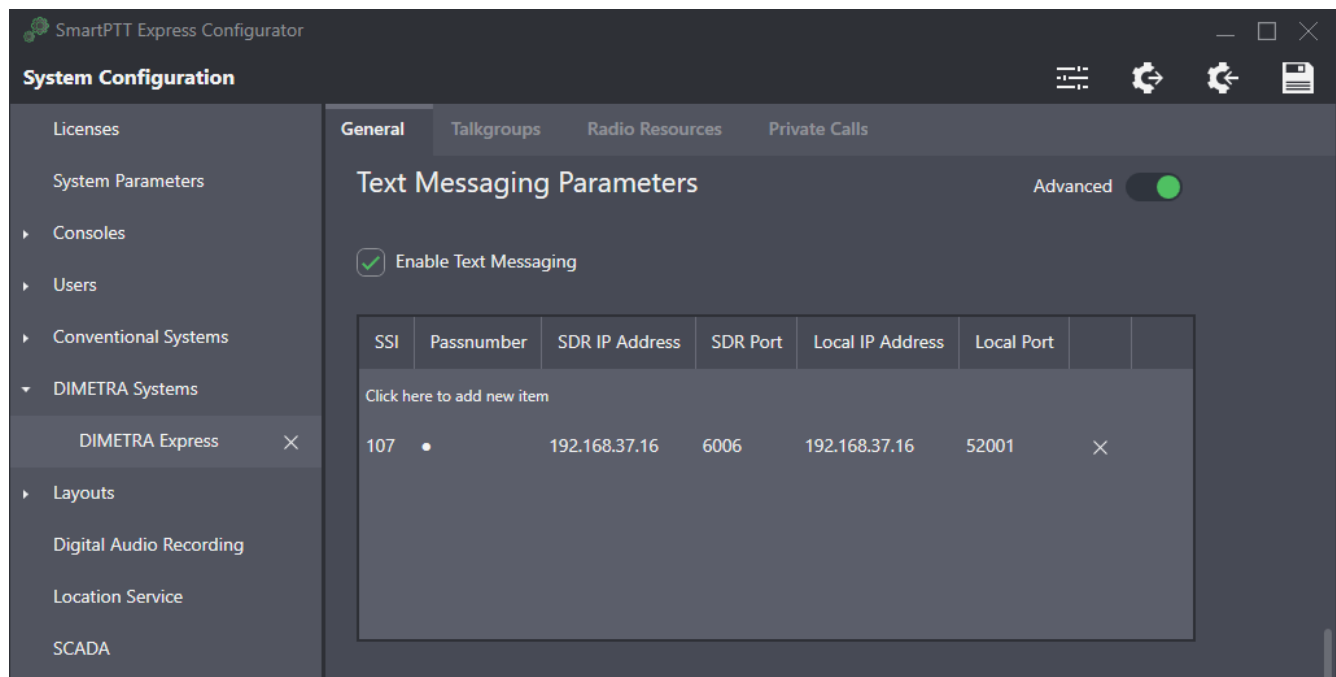 SmartPTT Express Configurator
System Configuration
Licenses
System Parameters
Consoles
Users
Conventional Systems
DIMETRA Systems
DIMETRA Express
Layouts
Digital Audio Recording
Location Service
SCADA
General Talkgroups Radio Resources Private Calls
Text Messaging Parameters Advanced
Enable Text Messaging
SSI Passnumber SDR IP Address SDR Port Local IP Address Local Port
Click here to add new item
107 • 192.168.37.16 6006 192.168.37.16 52001